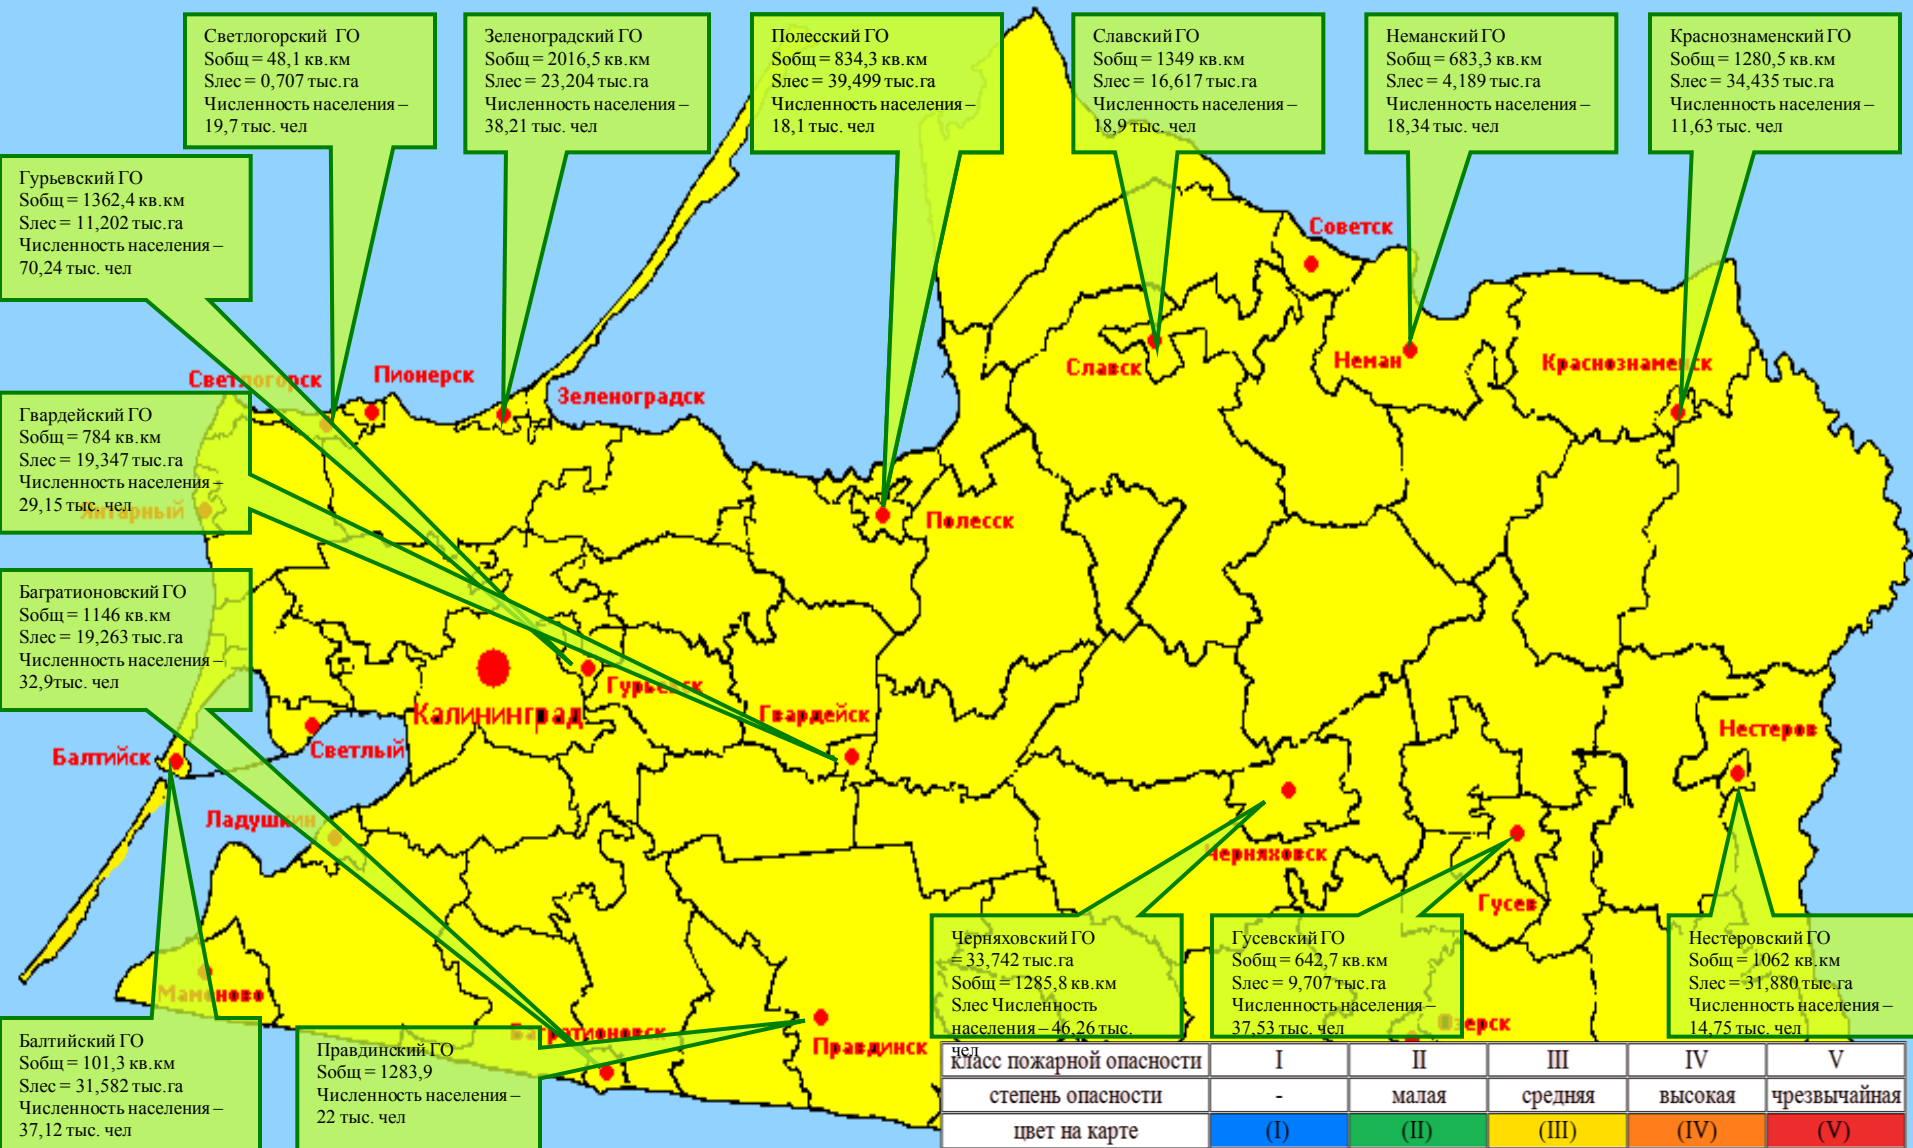 Светлогорский ГО
Sобщ = 48,1 кв.км
Sлес = 0,707 тыс.га
Численность населения –
19,7 тыс. чел
Зеленоградский ГО
Sобщ = 2016,5 кв.км
Sлес = 23,204 тыс.га
Численность населения –
38,21 тыс. чел
Полесский ГО
Sобщ = 834,3 кв.км
Sлес = 39,499 тыс.га
Численность населения –
18,1 тыс. чел
Славский ГО
Sобщ = 1349 кв.км
Sлес = 16,617 тыс.га
Численность населения –
18,9 тыс. чел
Неманский ГО
Sобщ = 683,3 кв.км
Sлес = 4,189 тыс.га
Численность населения –
18,34 тыс. чел
Краснознаменский ГО
Sобщ = 1280,5 кв.км
Sлес = 34,435 тыс.га
Численность населения –
11,63 тыс. чел
Гурьевский ГО
Sобщ = 1362,4 кв.км
Sлес = 11,202 тыс.га
Численность населения –
70,24 тыс. чел
Советск
Славск
Неман
Краснознаменск
Светлогорск
Пионерск
Зеленоградск
Гвардейский ГО
Sобщ = 784 кв.км
Sлес = 19,347 тыс.га
Численность населения –
29,15 тыс. чел
Янтарный
Полесск
Багратионовский ГО
Sобщ = 1146 кв.км
Sлес = 19,263 тыс.га
Численность населения –
32,9тыс. чел
Гурьевск
Калининград
Гвардейск
Нестеров
Балтийск
Светлый
Ладушкин
Черняховск
Гусев
Мамоново
Багратионовск
Правдинск
Озерск
Черняховский ГО
= 33,742 тыс.га
Sобщ = 1285,8 кв.км
Sлес Численность
населения – 46,26 тыс.
чел
Гусевский ГО
Sобщ = 642,7 кв.км
Sлес = 9,707 тыс.га
Численность населения –
37,53 тыс. чел
Нестеровский ГО
Sобщ = 1062 кв.км
Sлес = 31,880 тыс.га
Численность населения –
14,75 тыс. чел
Балтийский ГО
Sобщ = 101,3 кв.км
Sлес = 31,582 тыс.га
Численность населения –
37,12 тыс. чел
Правдинский ГО
Sобщ = 1283,9
Численность населения –
22 тыс. чел
класс пожарной опасности I II III IV V
степень опасности - малая средняя высокая чрезвычайная
цвет на карте (I) (II) (III) (IV) (V)